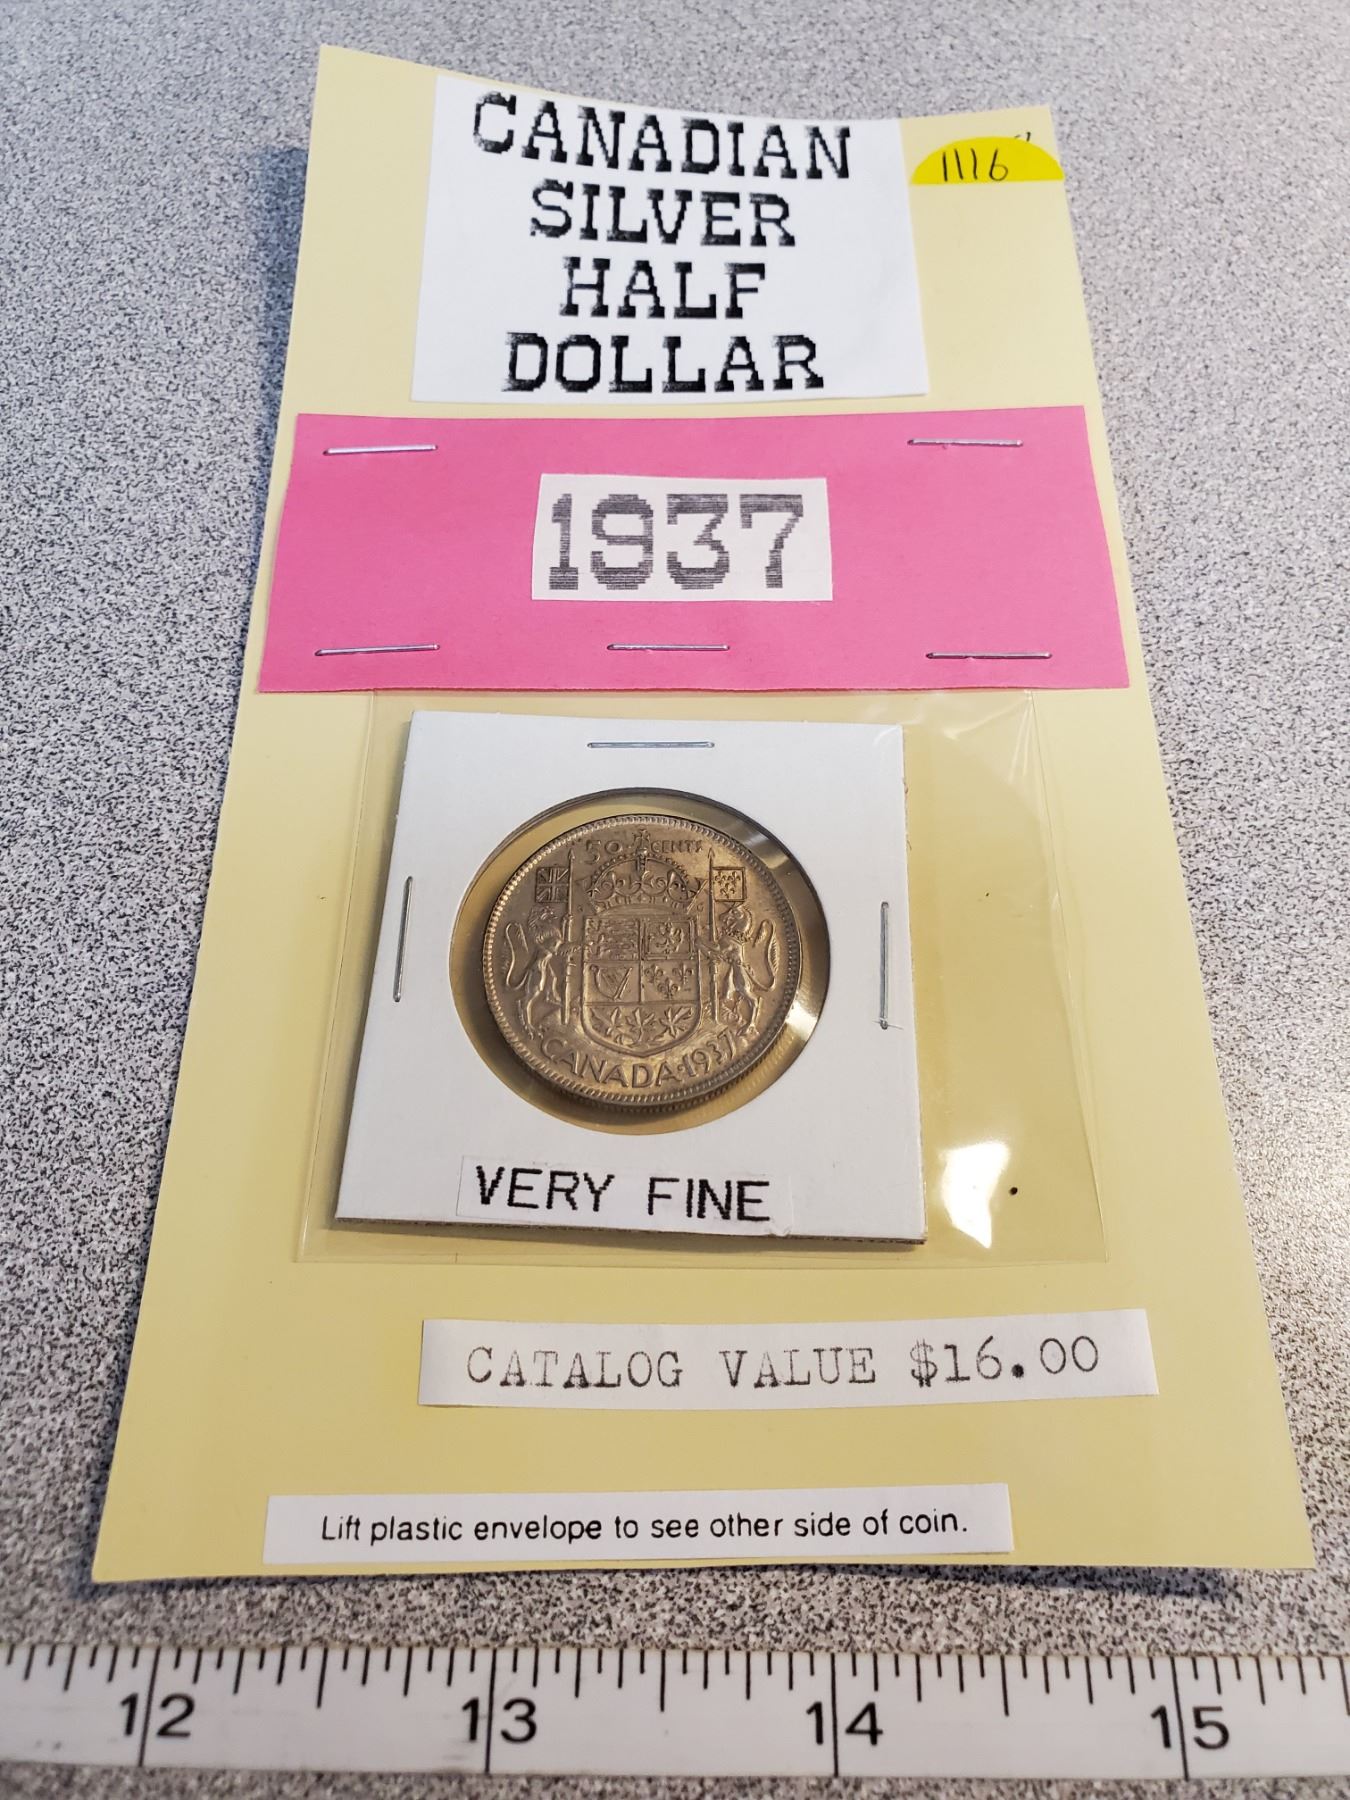 CANADIAN
SILVER
HALF
DOLLAR
1116
1937
50 CENTS
CANADA·1937
VERY FINE
CATALOG VALUE $16.00
Lift plastic envelope to see other side of coin.
12 13 14 15